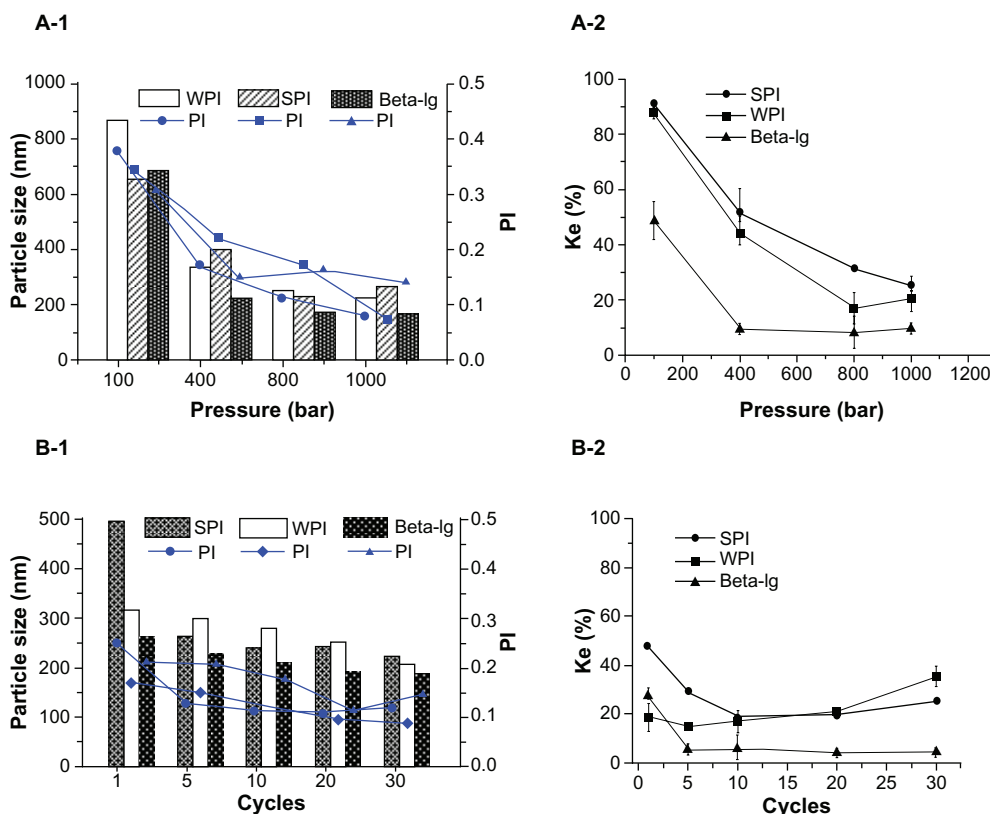 A-1
1000
800
600
400
200
0
Particle size (nm)
WPI SPI Beta-lg
PI PI PI
0.5
0.4
0.3
0.2
0.1
0.0
PI
100 400 800 1000
Pressure (bar)
A-2
100
80
60
40
20
0
Ke (%)
SPI
WPI
Beta-lg
0 200 400 600 800 1000 1200
Pressure (bar)
B-1
500
400
300
200
100
0
Particle size (nm)
SPI WPI Beta-lg
PI PI PI
0.5
0.4
0.3
0.2
0.1
0.0
PI
1 5 10 20 30
Cycles
B-2
100
80
60
40
20
0
Ke (%)
SPI
WPI
Beta-lg
0 5 10 15 20 25 30
Cycles